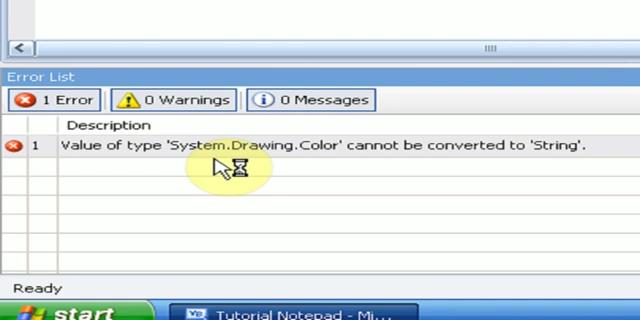 Error List
1 Error
0 Warnings
0 Messages
Description
1 Value of type 'System.Drawing.Color' cannot be converted to 'String'.
Ready
start
Tutorial Notepad - Mi...